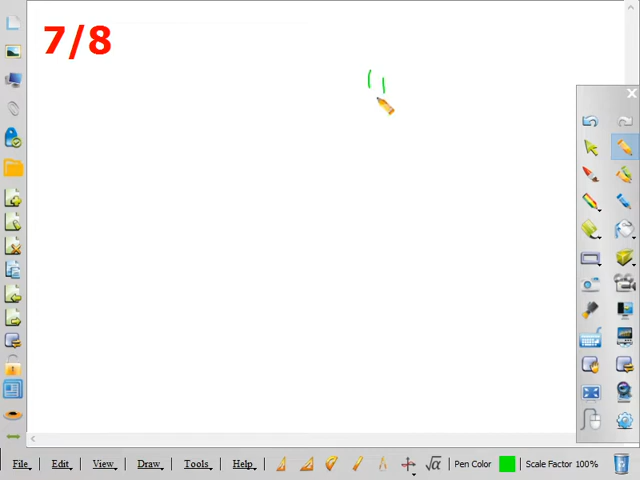 7/8
File Edit View Draw Tools Help √α Pen Color Scale Factor 100%